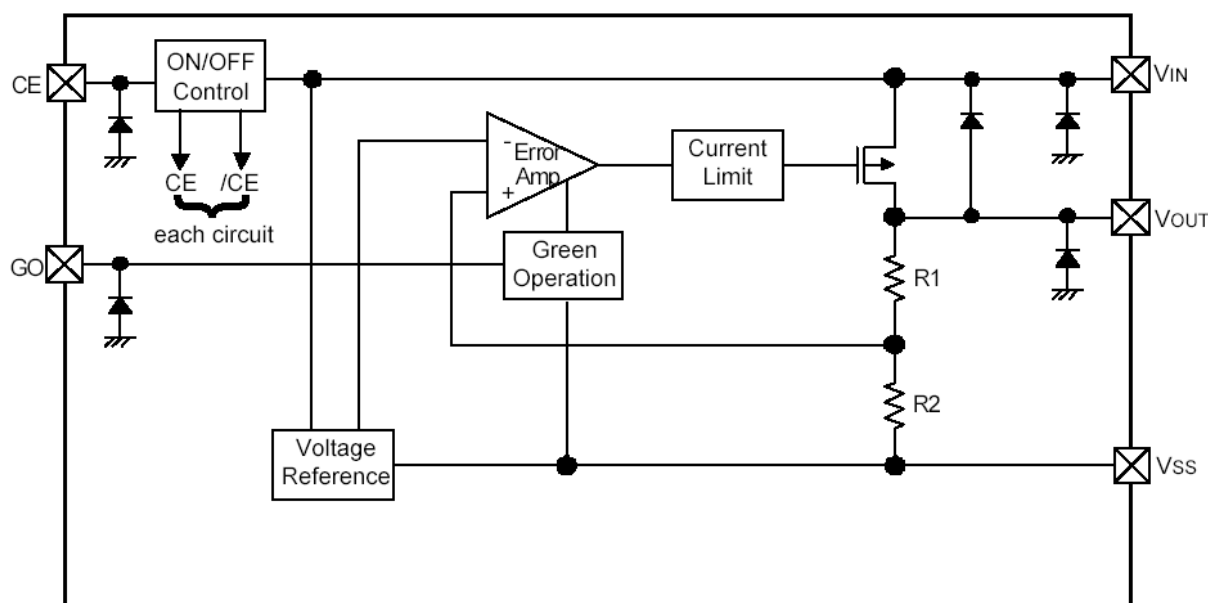 CE
ON/OFF
Control
VIN
CE /CE
each circuit
-
Error
Amp
+
Current
Limit
VOUT
GO
Green
Operation
R1
R2
Voltage
Reference
VSS